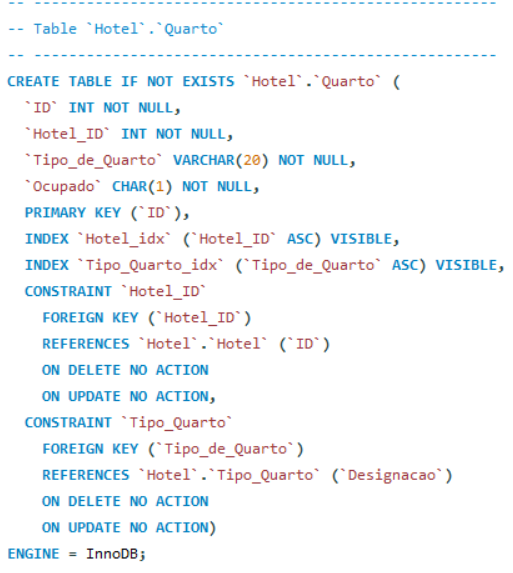 -- -----------------------------------------------------
-- Table `Hotel`.`Quarto`
-- -----------------------------------------------------
CREATE TABLE IF NOT EXISTS `Hotel`.`Quarto` (
  `ID` INT NOT NULL,
  `Hotel_ID` INT NOT NULL,
  `Tipo_de_Quarto` VARCHAR(20) NOT NULL,
  `Ocupado` CHAR(1) NOT NULL,
  PRIMARY KEY (`ID`),
  INDEX `Hotel_idx` (`Hotel_ID` ASC) VISIBLE,
  INDEX `Tipo_Quarto_idx` (`Tipo_de_Quarto` ASC) VISIBLE,
  CONSTRAINT `Hotel_ID`
    FOREIGN KEY (`Hotel_ID`)
    REFERENCES `Hotel`.`Hotel` (`ID`)
    ON DELETE NO ACTION
    ON UPDATE NO ACTION,
  CONSTRAINT `Tipo_Quarto`
    FOREIGN KEY (`Tipo_de_Quarto`)
    REFERENCES `Hotel`.`Tipo_Quarto` (`Designacao`)
    ON DELETE NO ACTION
    ON UPDATE NO ACTION)
ENGINE = InnoDB;